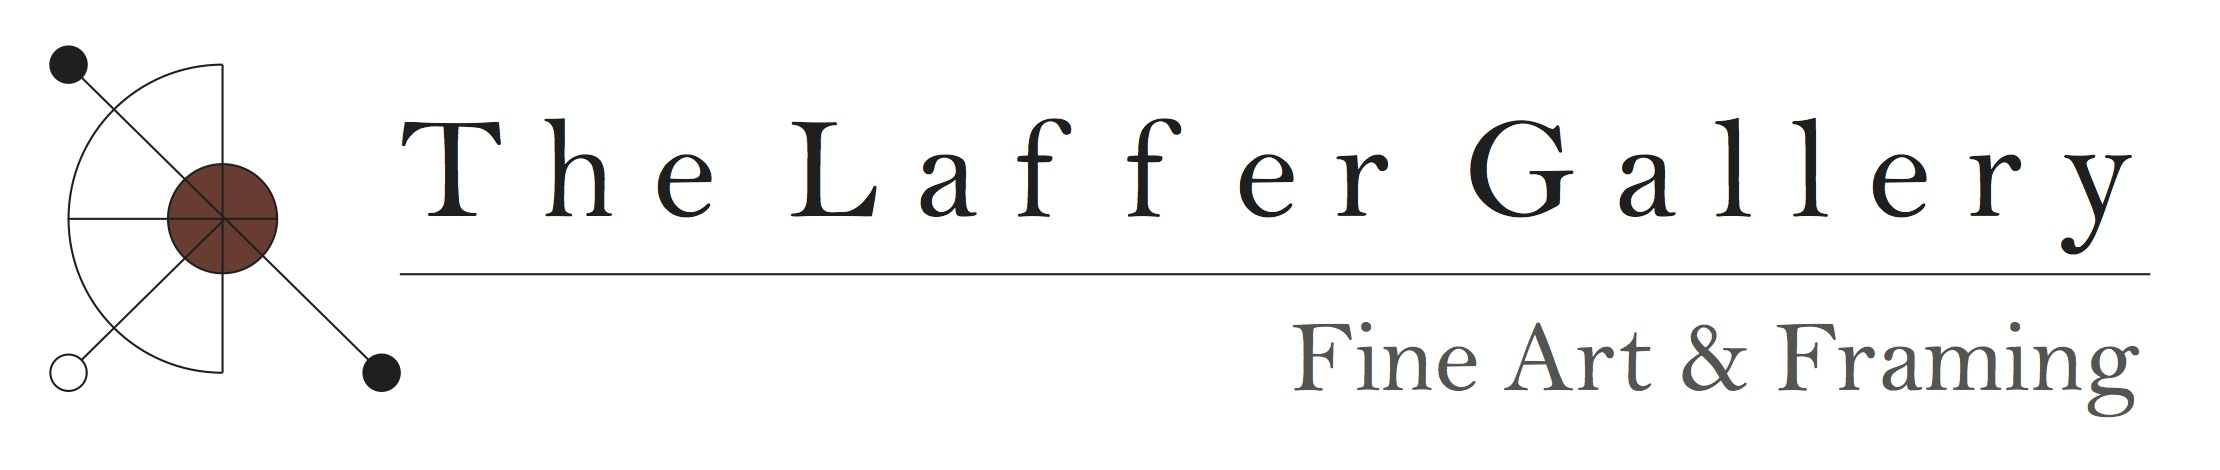 The Laffer Gallery
Fine Art & Framing